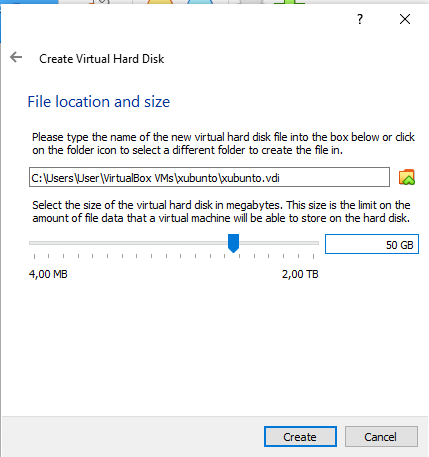 ?
Create Virtual Hard Disk
File location and size
Please type the name of the new virtual hard disk file into the box below or click
on the folder icon to select a different folder to create the file in.
C:\Users\User\VirtualBox VMs\xubunto\xubunto.vdi
Select the size of the virtual hard disk in megabytes. This size is the limit on the
amount of file data that a virtual machine will be able to store on the hard disk.
50 GB
4,00 MB 2,00 TB
Create Cancel